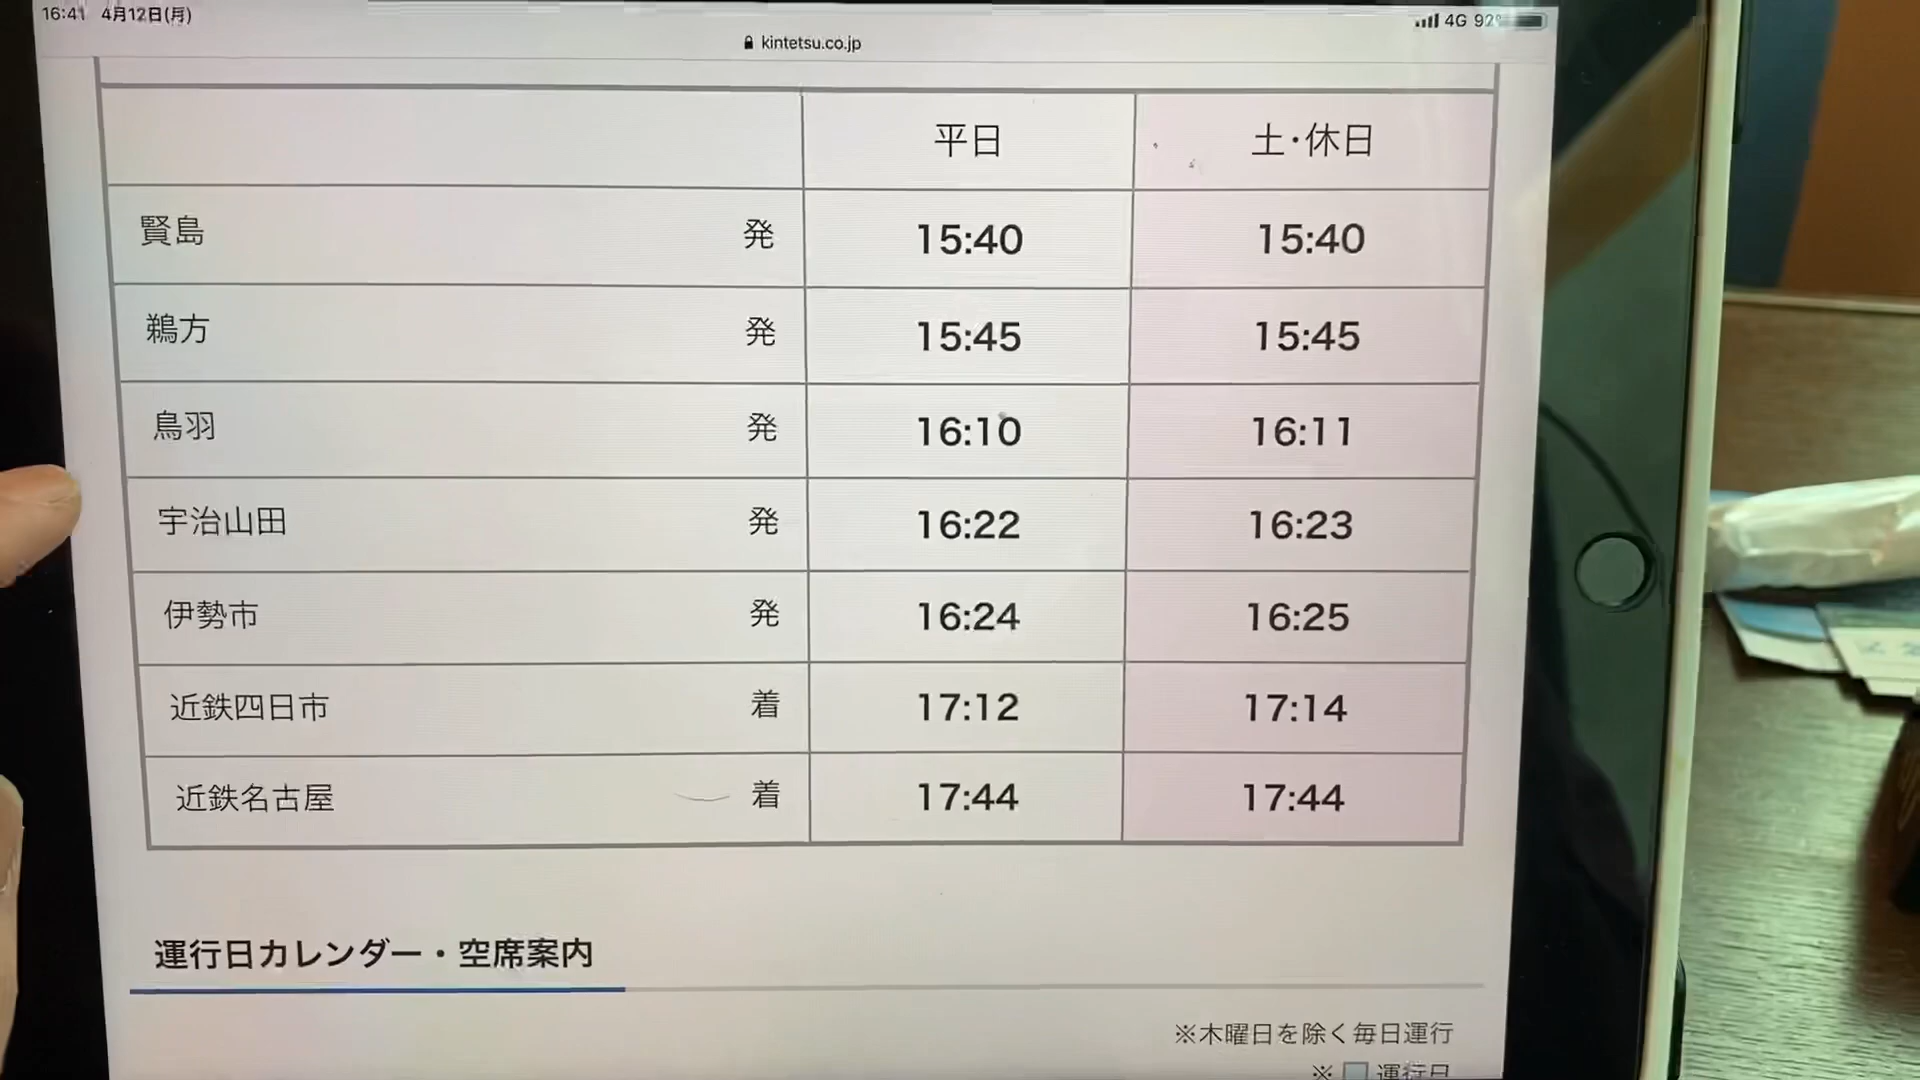 16:41 4月12日(月)
4G 92%
kintetsu.co.jp
平日 土・休日
賢島 発 15:40 15:40
鵜方 発 15:45 15:45
鳥羽 発 16:10 16:11
宇治山田 発 16:22 16:23
伊勢市 発 16:24 16:25
近鉄四日市 着 17:12 17:14
近鉄名古屋 着 17:44 17:44
運行日カレンダー・空席案内
※木曜日を除く毎日運行
※ 運行日